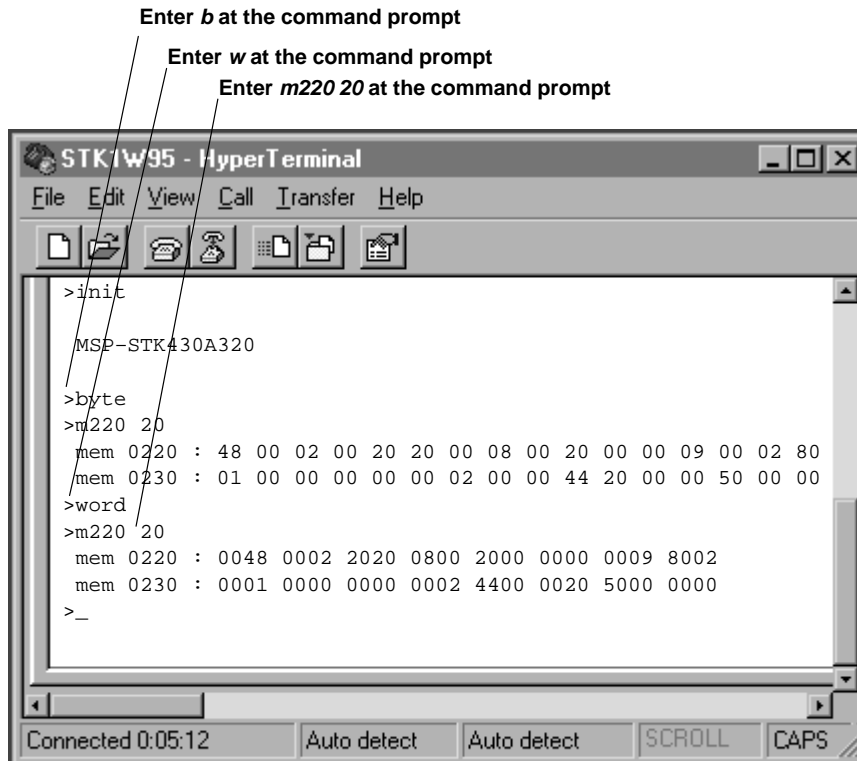 Enter b at the command prompt
Enter w at the command prompt
Enter m220 20 at the command prompt
STK1W95 - HyperTerminal
File Edit View Call Transfer Help
>init
MSP-STK430A320
>byte
>m220 20
mem 0220 : 48 00 02 00 20 20 00 08 00 20 00 00 09 00 02 80
mem 0230 : 01 00 00 00 00 00 02 00 00 44 20 00 00 50 00 00
>word
>m220 20
mem 0220 : 0048 0002 2020 0800 2000 0000 0009 8002
mem 0230 : 0001 0000 0000 0002 4400 0020 5000 0000
>_
Connected 0:05:12 Auto detect Auto detect SCROLL CAPS